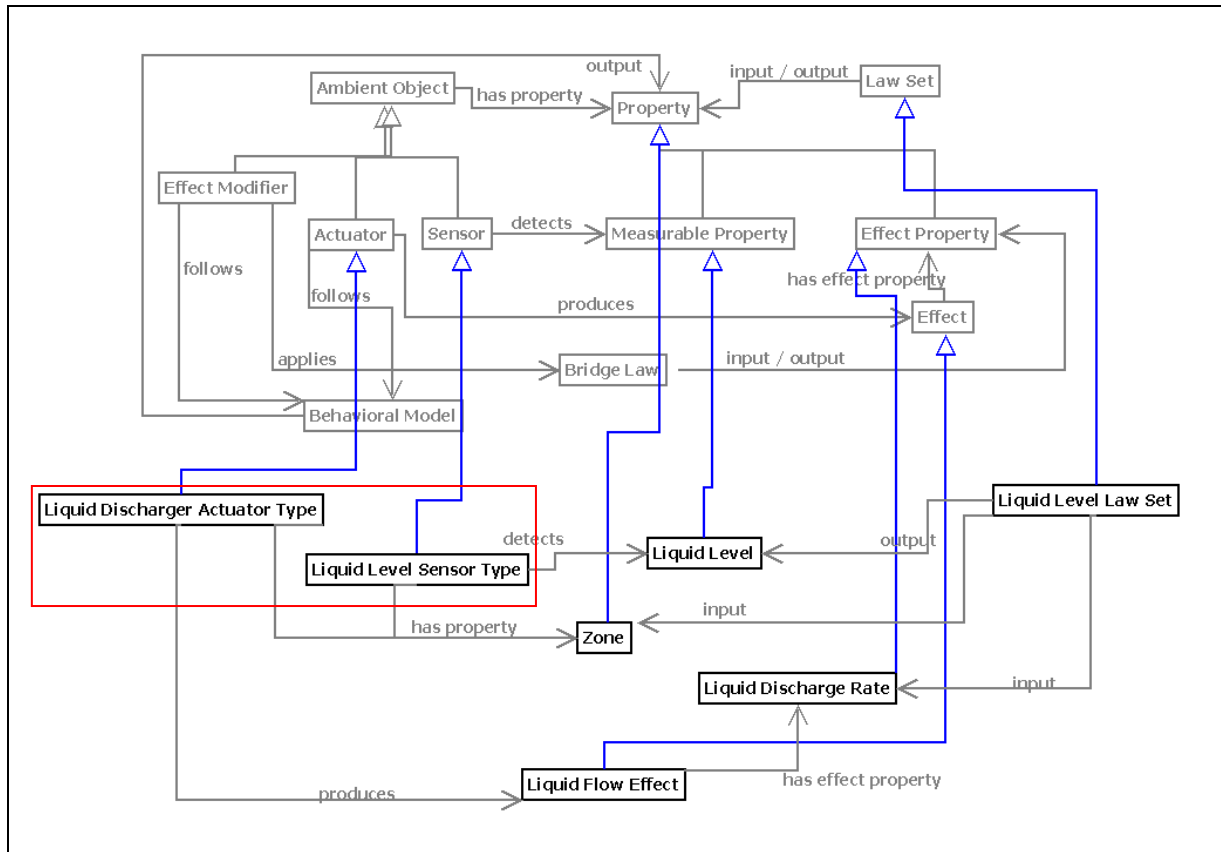 output
input / output
Law Set
Ambient Object
has property
Property
Effect Modifier
Actuator
Sensor
detects
Measurable Property
Effect Property
follows
has effect property
follows
produces
Effect
applies
Bridge Law
input / output
Behavioral Model
Liquid Discharger Actuator Type
Liquid Level Law Set
detects
Liquid Level
output
Liquid Level Sensor Type
input
has property
Zone
Liquid Discharge Rate
input
Liquid Flow Effect
has effect property
produces